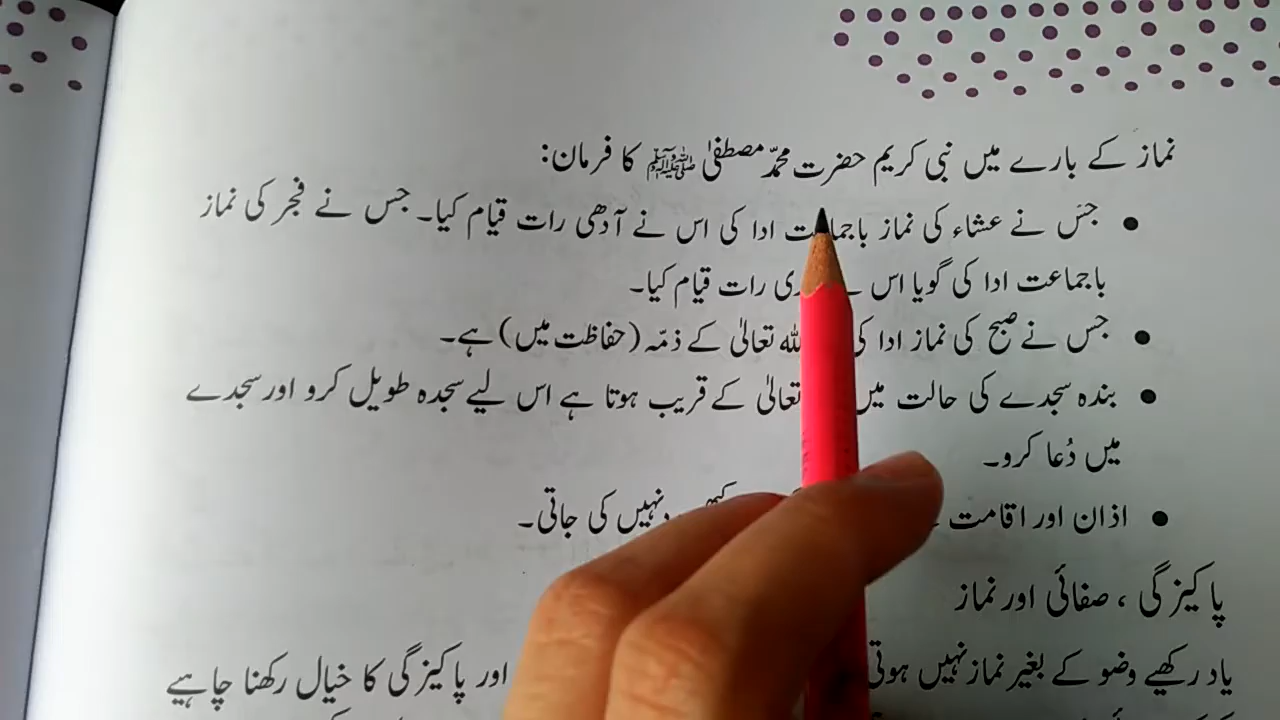 نماز کے بارے میں نبی کریم حضرت محمّد مصطفیٰ ﷺ کا فرمان:
● جس نے عشاء کی نماز ادا کی اس نے آدھی رات قیام کیا۔ جس نے فجر کی نماز
باجماعت ادا کی گویا اس رات قیام کیا۔
● جس نے صبح کی نماز ادا کی تعالیٰ کے ذمّہ (حفاظت میں) ہے۔
● بندہ سجدے کی حالت میں تعالیٰ کے قریب ہوتا ہے اس لیے سجدہ طویل کرو اور سجدے
میں دُعا کرو۔
● اذان اور اقامت نہیں کی جاتی۔
پاکیزگی ، صفائی اور نماز
یاد رکھیے وضو کے بغیر نماز نہیں ہوتی اور پاکیزگی کا خیال رکھنا چاہیے